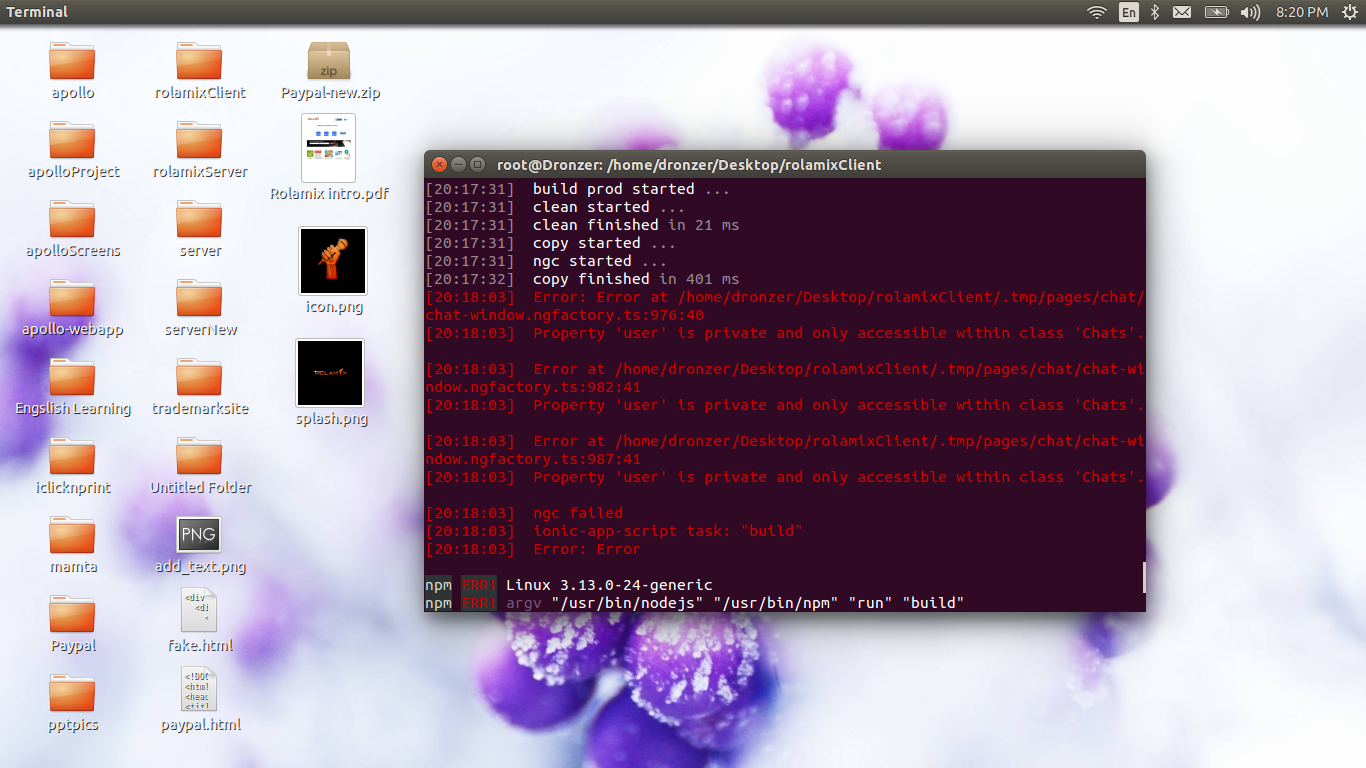 Terminal
En
8:20 PM
apollo
rolamixClient
zip
Paypal-new.zip
apolloProject
rolamixServer
Rolamix intro.pdf
apolloScreens
server
icon.png
apollo-webapp
serverNew
ROLAMIX
splash.png
Engslish Learning
trademarksite
iclicknprint
Untitled Folder
PNG
mamta
add_text.png
<div
<di
<
Paypal
fake.html
<!DOC
<html
<head
<titl
pptpics
paypal.html
root@Dronzer: /home/dronzer/Desktop/rolamixClient
[20:17:31]  build prod started ...
[20:17:31]  clean started ...
[20:17:31]  clean finished in 21 ms
[20:17:31]  copy started ...
[20:17:31]  ngc started ...
[20:17:32]  copy finished in 401 ms
[20:18:03]  Error: Error at /home/dronzer/Desktop/rolamixClient/.tmp/pages/chat/
chat-window.ngfactory.ts:976:40
[20:18:03]  Property 'user' is private and only accessible within class 'Chats'.
[20:18:03]  Error at /home/dronzer/Desktop/rolamixClient/.tmp/pages/chat/chat-wi
ndow.ngfactory.ts:982:41
[20:18:03]  Property 'user' is private and only accessible within class 'Chats'.
[20:18:03]  Error at /home/dronzer/Desktop/rolamixClient/.tmp/pages/chat/chat-wi
ndow.ngfactory.ts:987:41
[20:18:03]  Property 'user' is private and only accessible within class 'Chats'.
[20:18:03]  ngc failed
[20:18:03]  ionic-app-script task: "build"
[20:18:03]  Error: Error
npm ERR! Linux 3.13.0-24-generic
npm ERR! argv "/usr/bin/nodejs" "/usr/bin/npm" "run" "build"